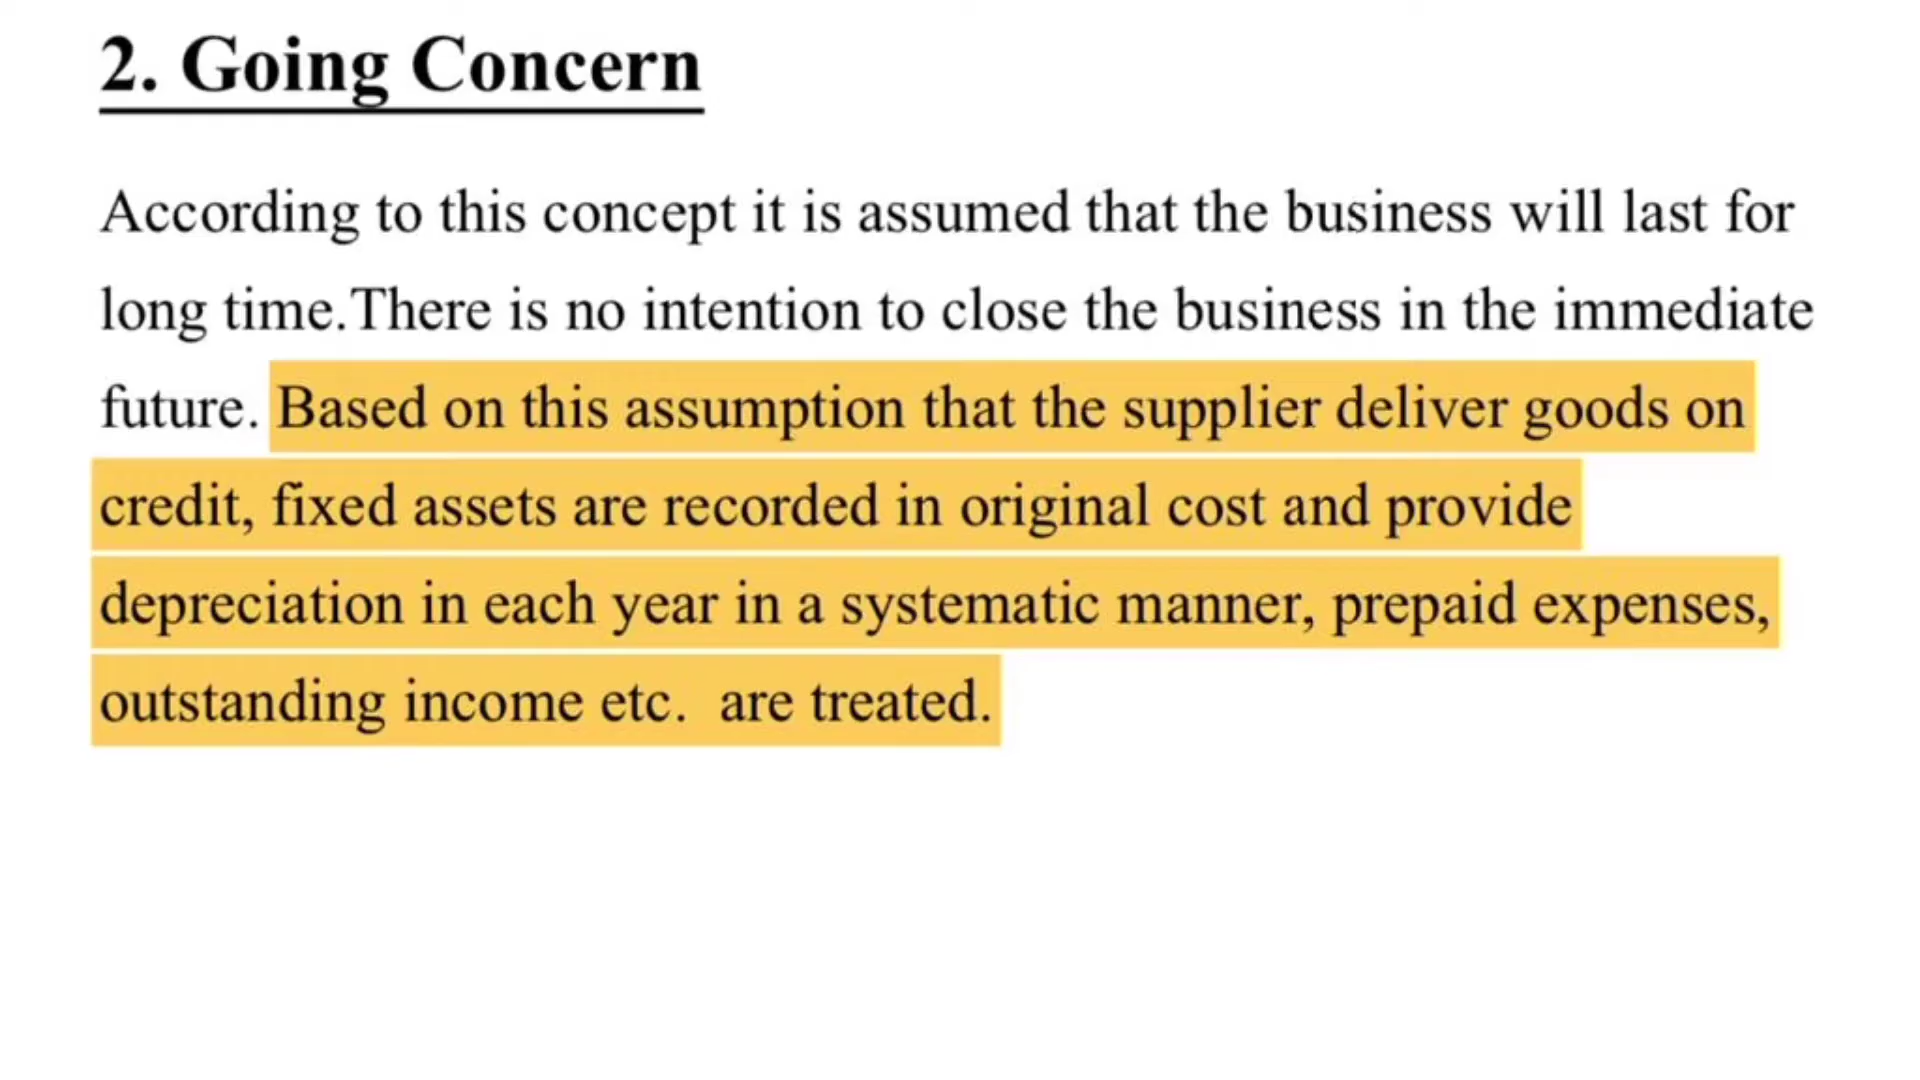 2. Going Concern
According to this concept it is assumed that the business will last for
long time.There is no intention to close the business in the immediate
future. Based on this assumption that the supplier deliver goods on
credit, fixed assets are recorded in original cost and provide
depreciation in each year in a systematic manner, prepaid expenses,
outstanding income etc.  are treated.